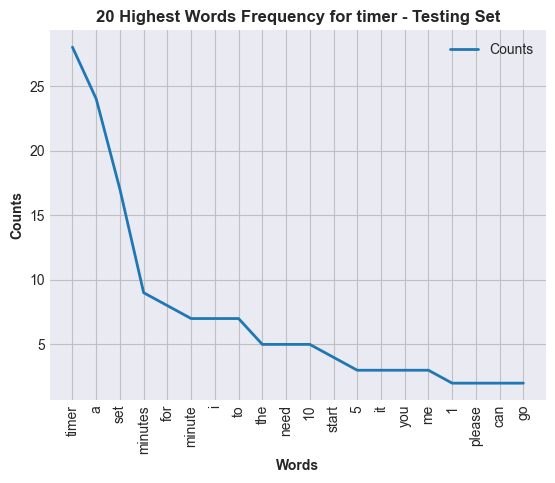 20 Highest Words Frequency for timer - Testing Set
Counts
Counts
25
20
15
10
5
timer
a
set
minutes
for
minute
i
to
the
need
10
start
5
it
you
me
1
please
can
go
Words